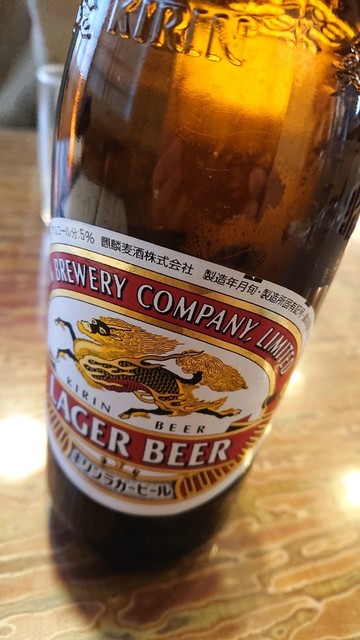 KIRIN
コール分:5% 麒麟麦酒株式会社 製造年月旬・製造所固有記号
BREWERY COMPANY, LIMITED
KIRIN BEER
LAGER BEER
キリンラガービール